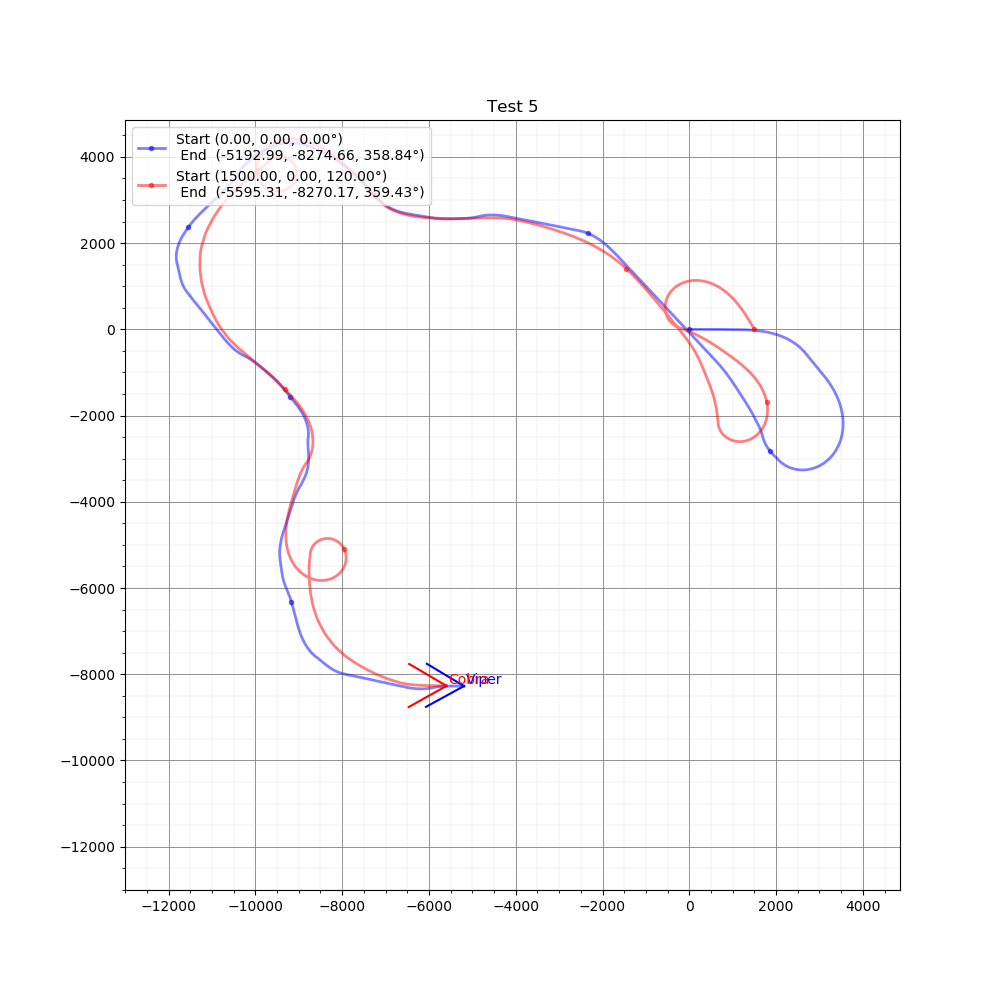 Test 5
Start (0.00, 0.00, 0.00°)
End (-5192.99, -8274.66, 358.84°)
Start (1500.00, 0.00, 120.00°)
End (-5595.31, -8270.17, 359.43°)
4000
2000
0
−2000
−4000
−6000
−8000
−10000
−12000
Viper
−12000 −10000 −8000 −6000 −4000 −2000 0 2000 4000